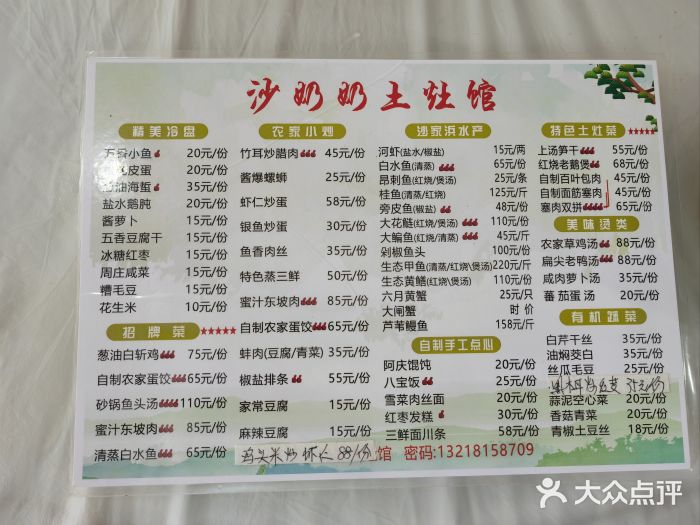 沙奶奶土灶馆
精美冷盘
小鱼 20元/份
皮蛋 20元/份
油海蜇 35元/份
盐水鹅肫 20元/份
酱萝卜 20元/份
五香豆腐干 15元/份
冰糖红枣 15元/份
周庄咸菜 15元/份
糟毛豆 15元/份
花生米 10元/份
招牌菜
葱油白斩鸡 75元/份
自制农家蛋饺 65元/份
砂锅鱼头汤 110元/份
蜜汁东坡肉 85元/份
清蒸白水鱼 65元/份
农家小炒
竹耳炒腊肉 45元/份
酱爆螺蛳 25元/份
虾仁炒蛋 50元/份
银鱼炒蛋 30元/份
鱼香肉丝 35元/份
特色蒸三鲜 50元/份
蜜汁东坡肉 85元/份
自制农家蛋饺 65元/份
蚌肉(豆腐/青菜) 35元/份
椒盐排条 55元/份
家常豆腐 15元/份
麻辣豆腐 15元/份
鸡头米炒虾仁 88/份
沙家浜水产
河虾(盐水/椒盐) 15元/两
白水鱼(清蒸) 65元/份
昂刺鱼(红烧/煲汤) 25元/条
桂鱼(清蒸/红烧) 125元/斤
旁皮鱼(椒盐) 48元/份
大花鲢(红烧/煲汤) 110元/份
大鳊鱼(红烧/清蒸) 45元/斤
剁椒鱼头 100元/份
生态甲鱼(清蒸/红烧\煲汤) 220元/斤
生态黄鳝(红烧\煲汤) 110元/份
六月黄蟹 25元/只
大闸蟹 时 价
芦苇鳗鱼 158元/斤
自制手工点心
阿庆馄饨 20元/份
八宝饭 25元/份
雪菜肉丝面 20元/份
红枣发糕 30元/份
三鲜面川条 58元/份
馆 密码:13218158709
特色土灶菜
上汤笋干 55元/份
红烧老鹅煲 68元/份
自制百叶包肉 45元/份
自制面筋塞肉 45元/份
塞肉双拼 65元/份
美味烫类
农家草鸡汤 88元/份
扁尖老鸭汤 88元/份
咸肉萝卜汤 35元/份
蕃茄蛋汤 20元/份
有机蔬菜
白芹干丝 35元/份
油焖茭白 35元/份
丝瓜毛豆 25元/份
35元/份
蒜泥空心菜 20元/份
香菇青菜 20元/份
青椒土豆丝 18元/份
大众点评